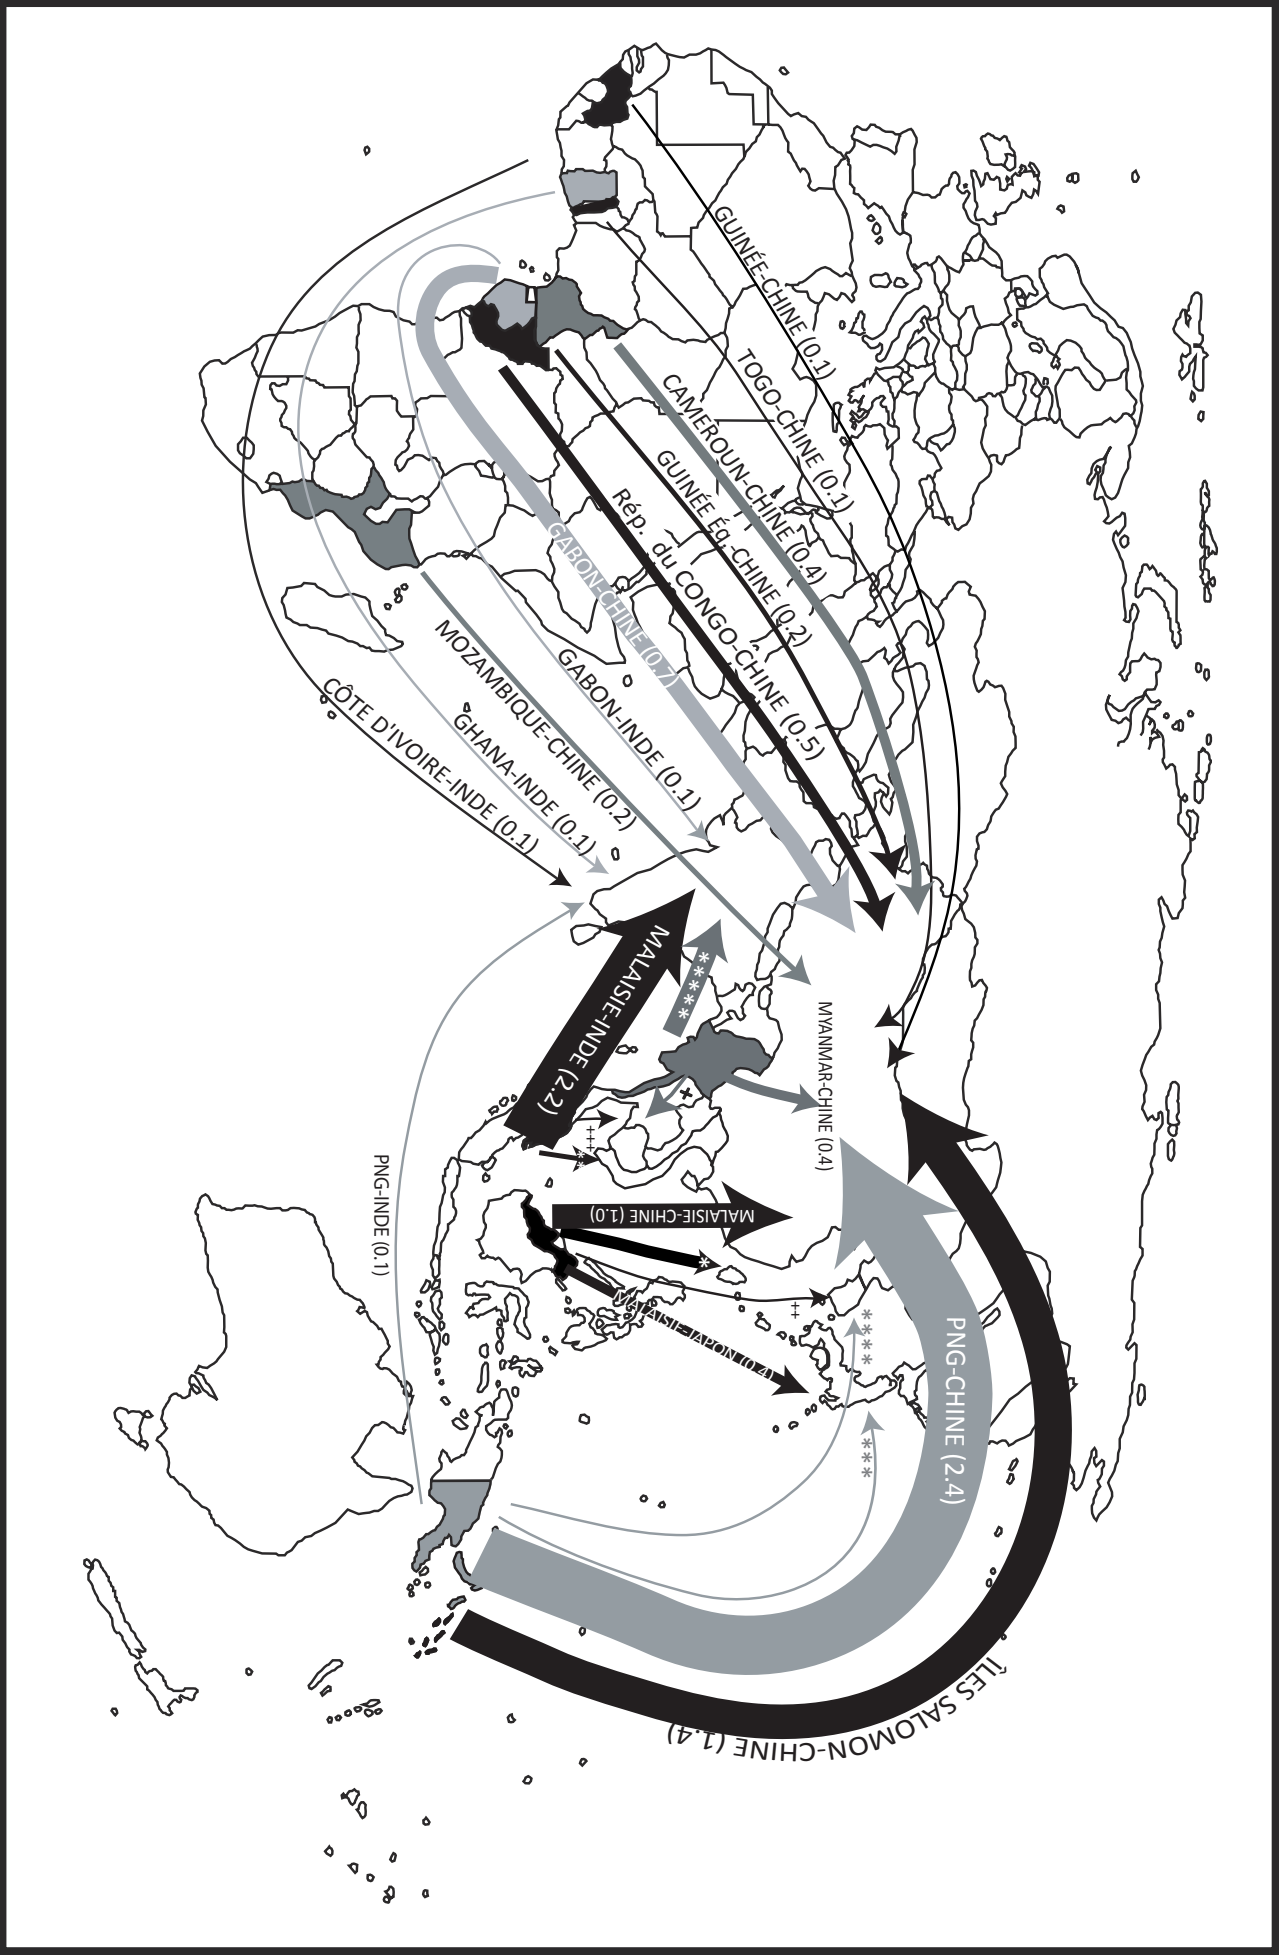 GUINÉE-CHINE (0.1)
TOGO-CHINE (0.1)
CAMEROUN-CHINE (0.4)
GUINÉE Éq.-CHINE (0.2)
Rép. du CONGO-CHINE (0.5)
GABON-CHINE (0.7)
GABON-INDE (0.1)
MOZAMBIQUE-CHINE (0.2)
GHANA-INDE (0.1)
CÔTE D'IVOIRE-INDE (0.1)
MYANMAR-CHINE (0.4)
*****
MALAISIE-INDE (2.2)
+
+++
**
MALAISIE-CHINE (1.0)
*
++
MALAISIE-JAPON (0.4)
****
***
PNG-INDE (0.1)
PNG-CHINE (2.4)
ÎLES SALOMON-CHINE (1.4)